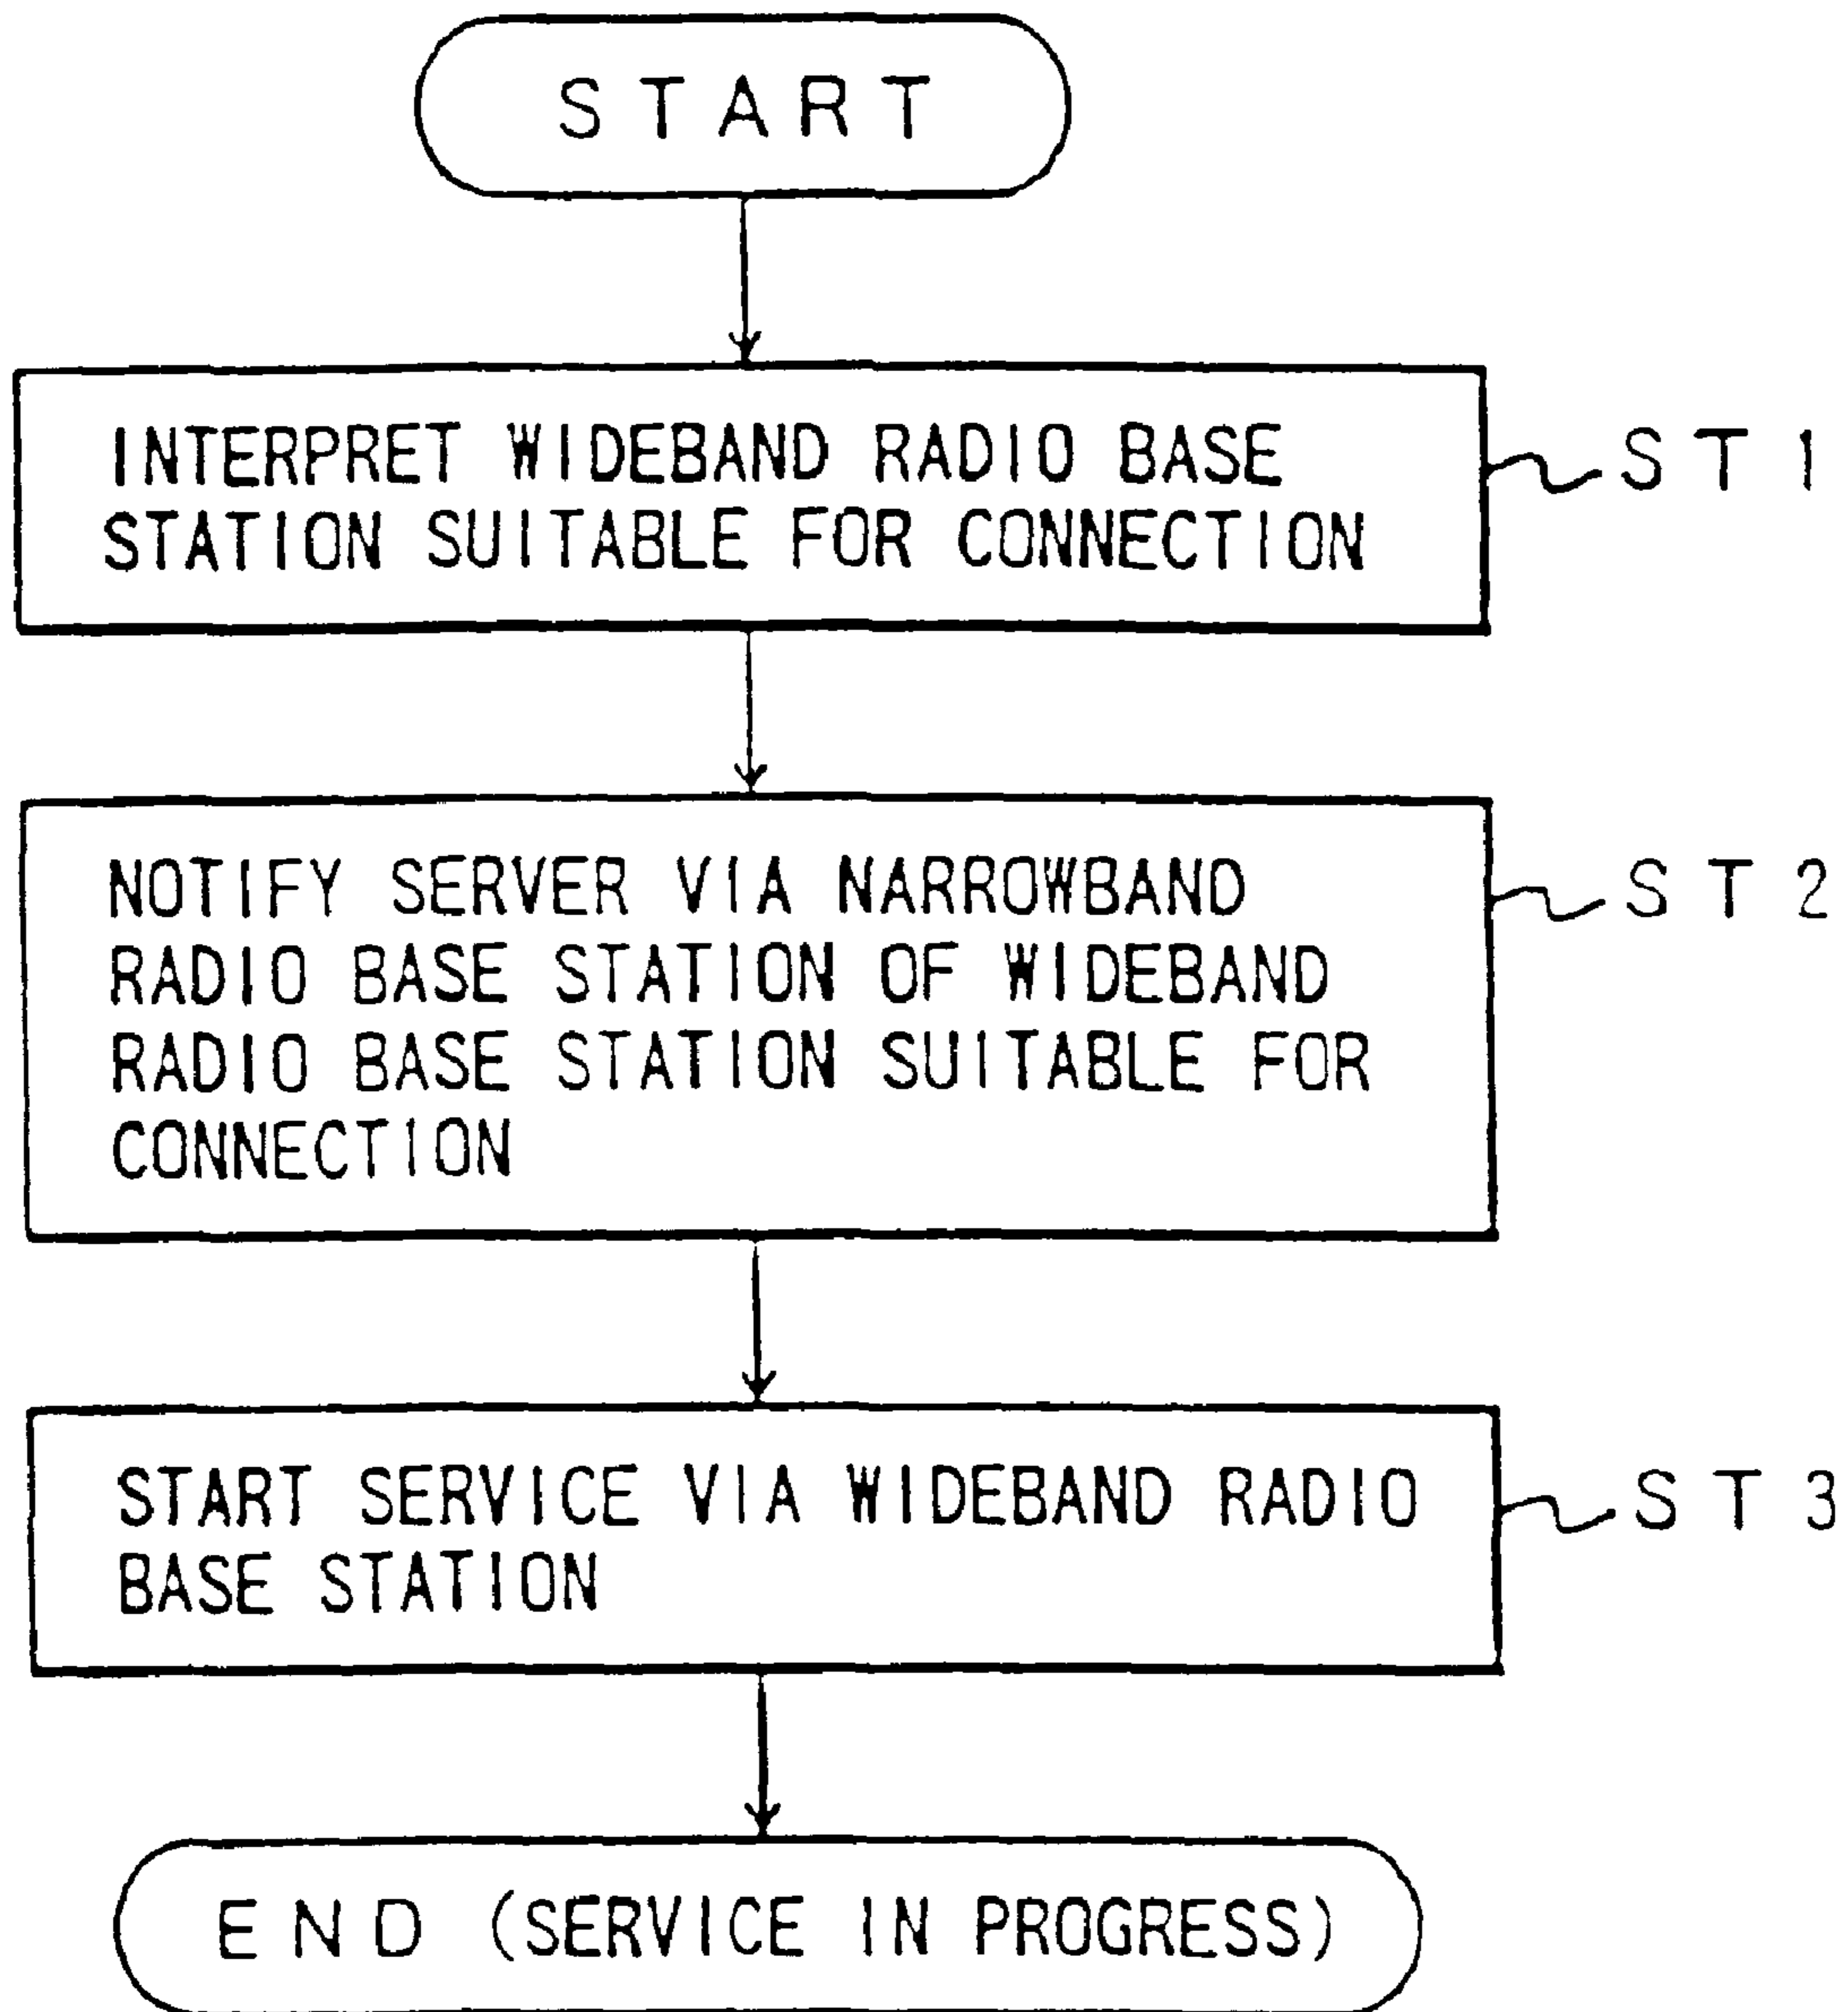 START
INTERPRET WIDEBAND RADIO BASE
STATION SUITABLE FOR CONNECTION
ST1
NOTIFY SERVER VIA NARROWBAND
RADIO BASE STATION OF WIDEBAND
RADIO BASE STATION SUITABLE FOR
CONNECTION
ST2
START SERVICE VIA WIDEBAND RADIO
BASE STATION
ST3
END (SERVICE IN PROGRESS)